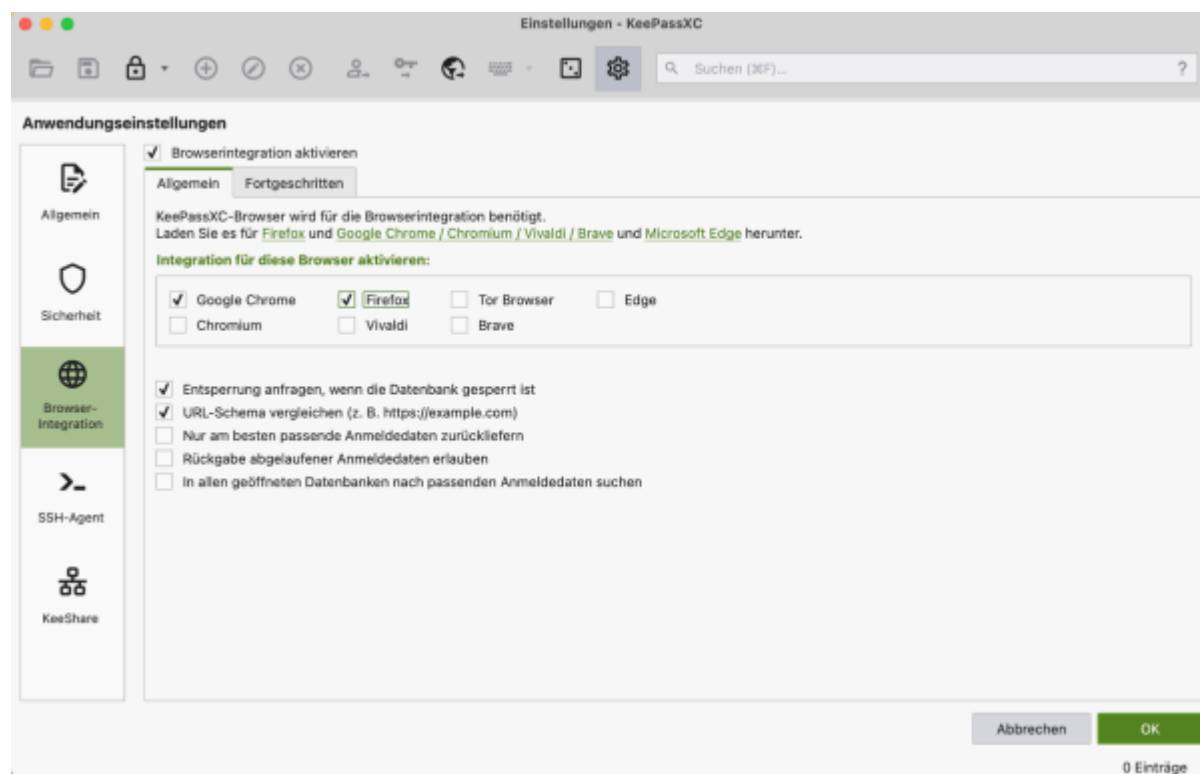 Einstellungen - KeePassXC
Suchen (⌘F)...
?
Anwendungseinstellungen
Browserintegration aktivieren
Allgemein
Fortgeschritten
KeePassXC-Browser wird für die Browserintegration benötigt.
Laden Sie es für Firefox und Google Chrome / Chromium / Vivaldi / Brave und Microsoft Edge herunter.
Integration für diese Browser aktivieren:
Google Chrome
Firefox
Tor Browser
Edge
Chromium
Vivaldi
Brave
Entsperrung anfragen, wenn die Datenbank gesperrt ist
URL-Schema vergleichen (z. B. https://example.com)
Nur am besten passende Anmeldedaten zurückliefern
Rückgabe abgelaufener Anmeldedaten erlauben
In allen geöffneten Datenbanken nach passenden Anmeldedaten suchen
Allgemein
Sicherheit
Browser-
Integration
SSH-Agent
KeeShare
Abbrechen
OK
0 Einträge